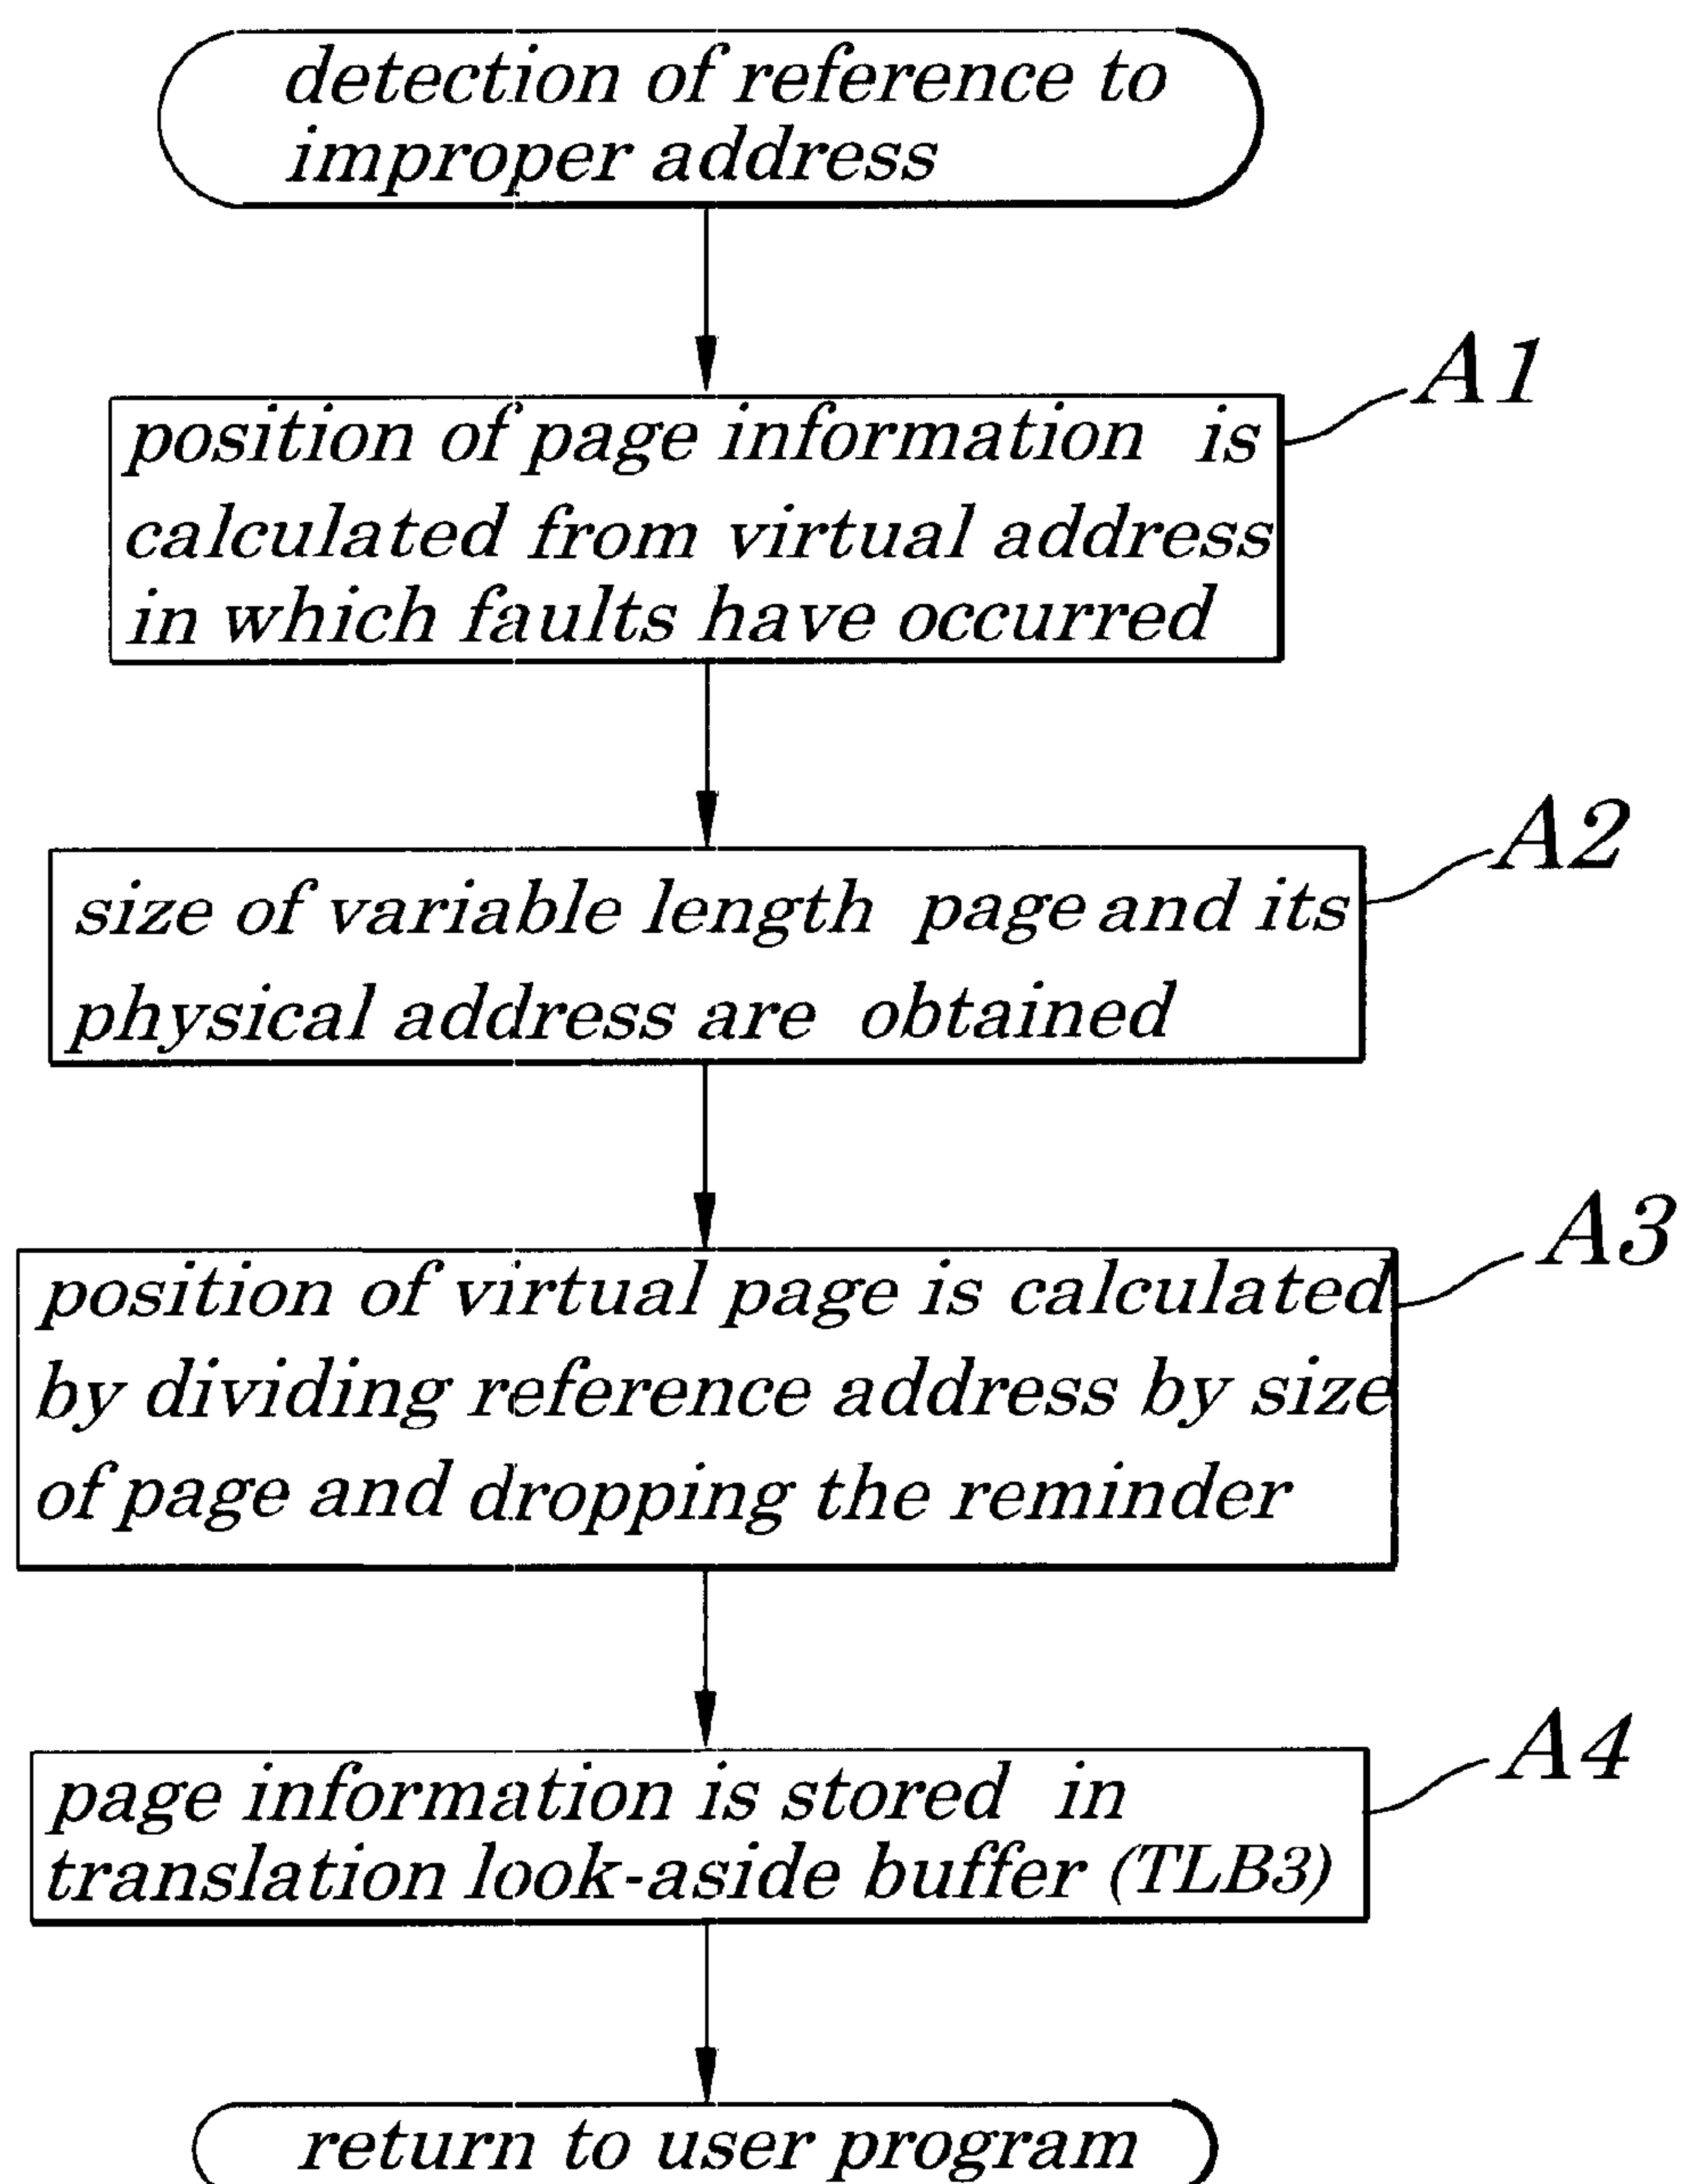 detection of reference to
improper address
A1
position of page information is
calculated from virtual address
in which faults have occurred
A2
size of variable length page and its
physical address are obtained
A3
position of virtual page is calculated
by dividing reference address by size
of page and dropping the reminder
A4
page information is stored in
translation look-aside buffer (TLB3)
return to user program